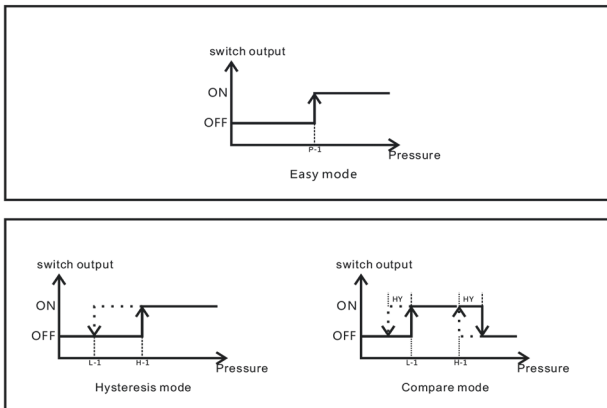 switch output
ON
OFF
P-1
Pressure
Easy mode
switch output
ON
OFF
L-1
H-1
Pressure
Hysteresis mode
switch output
HY
HY
ON
OFF
L-1
H-1
Pressure
Compare mode